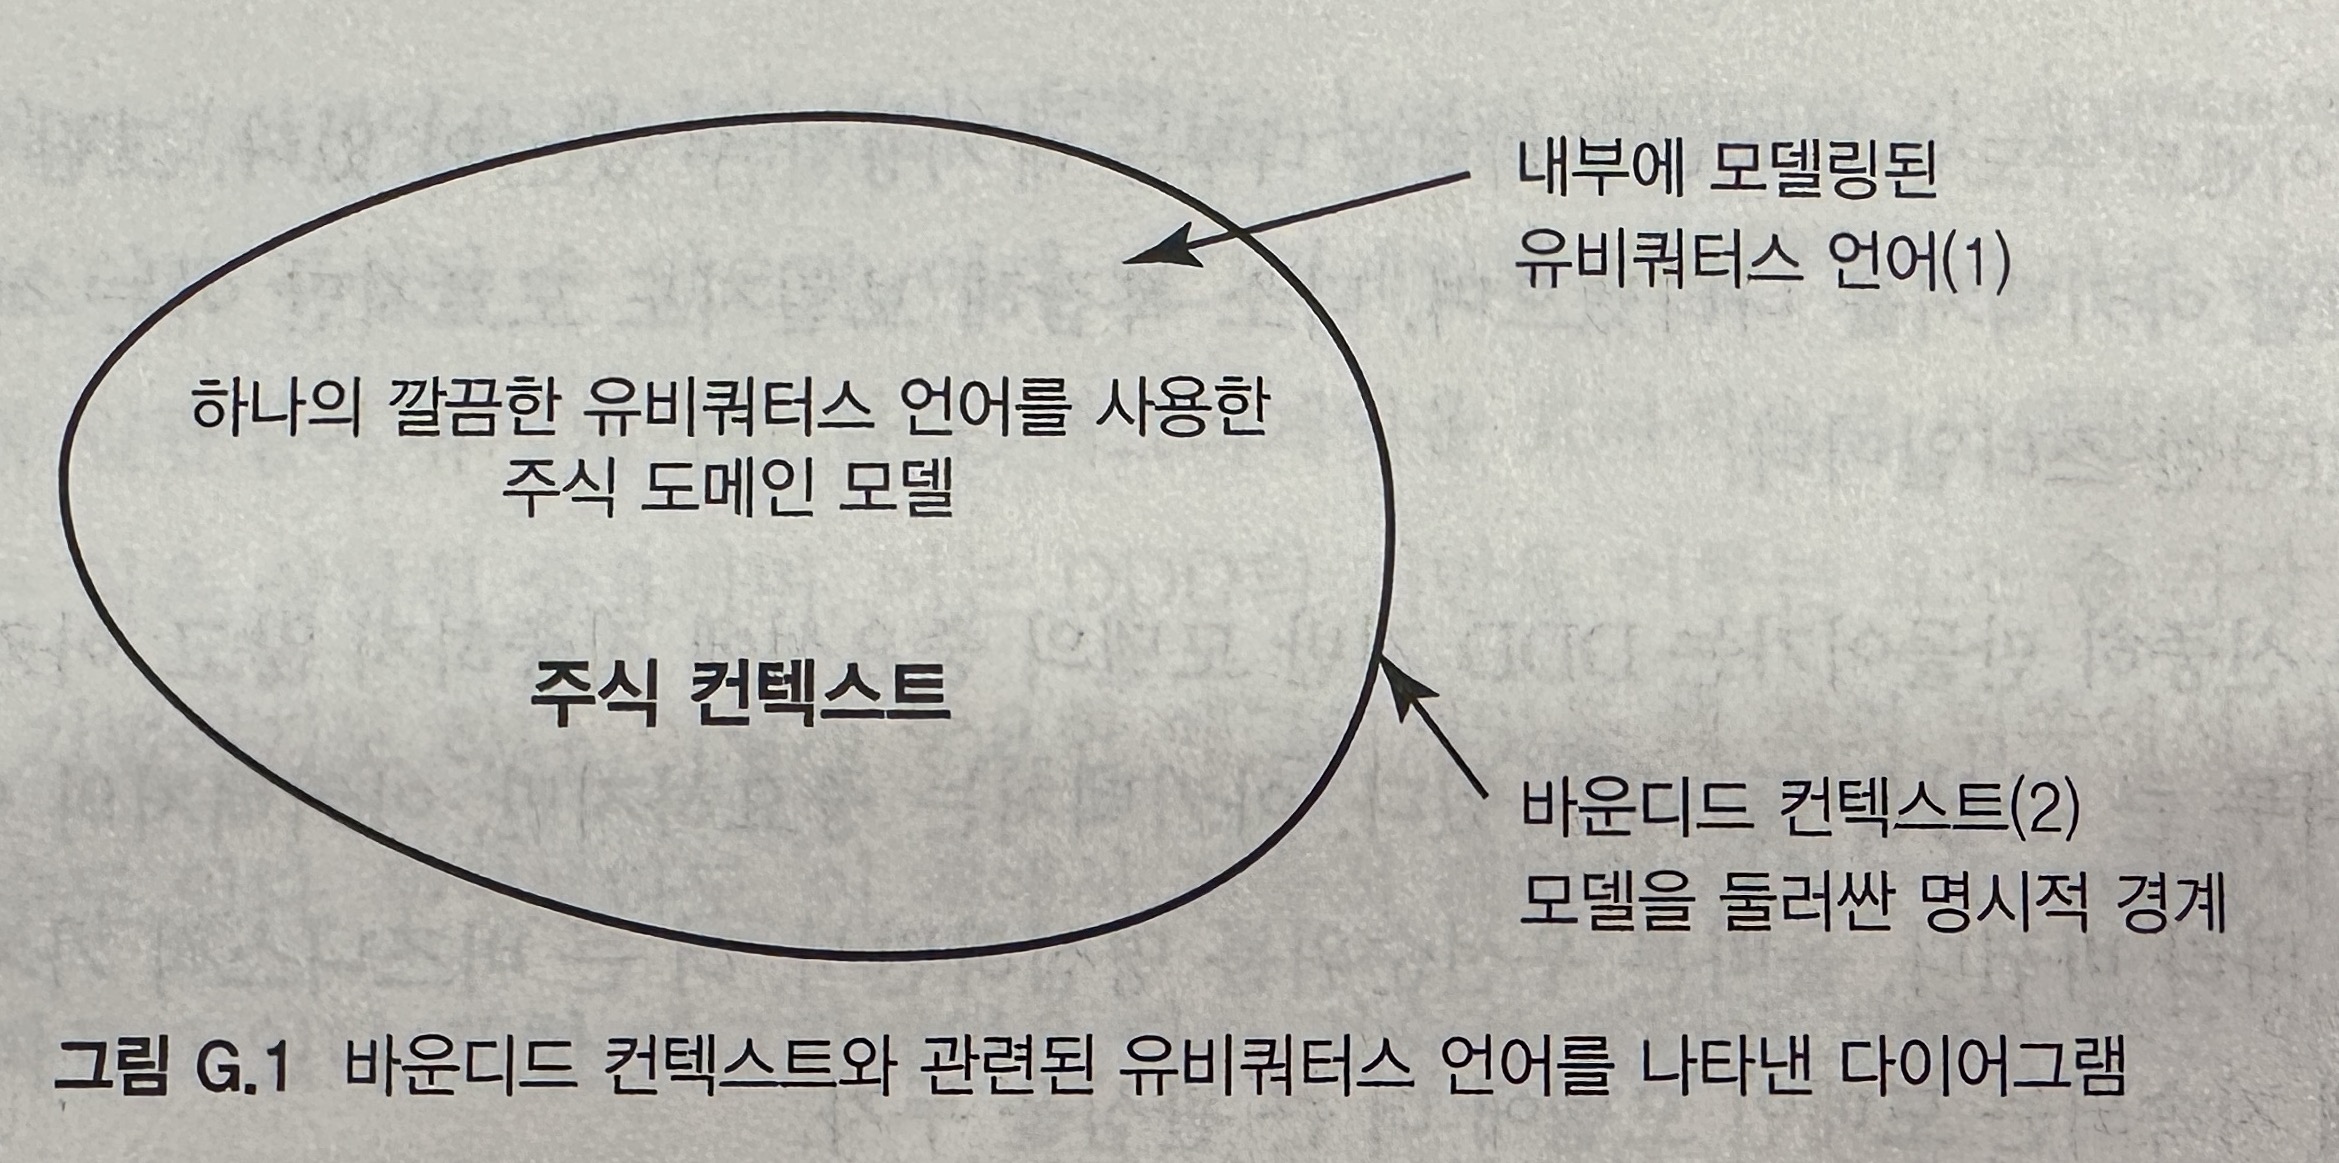 내부에 모델링된
유비쿼터스 언어(1)
하나의 깔끔한 유비쿼터스 언어를 사용한
주식 도메인 모델
주식 컨텍스트
바운디드 컨텍스트(2)
모델을 둘러싼 명시적 경계
그림 G.1 바운디드 컨텍스트와 관련된 유비쿼터스 언어를 나타낸 다이어그램